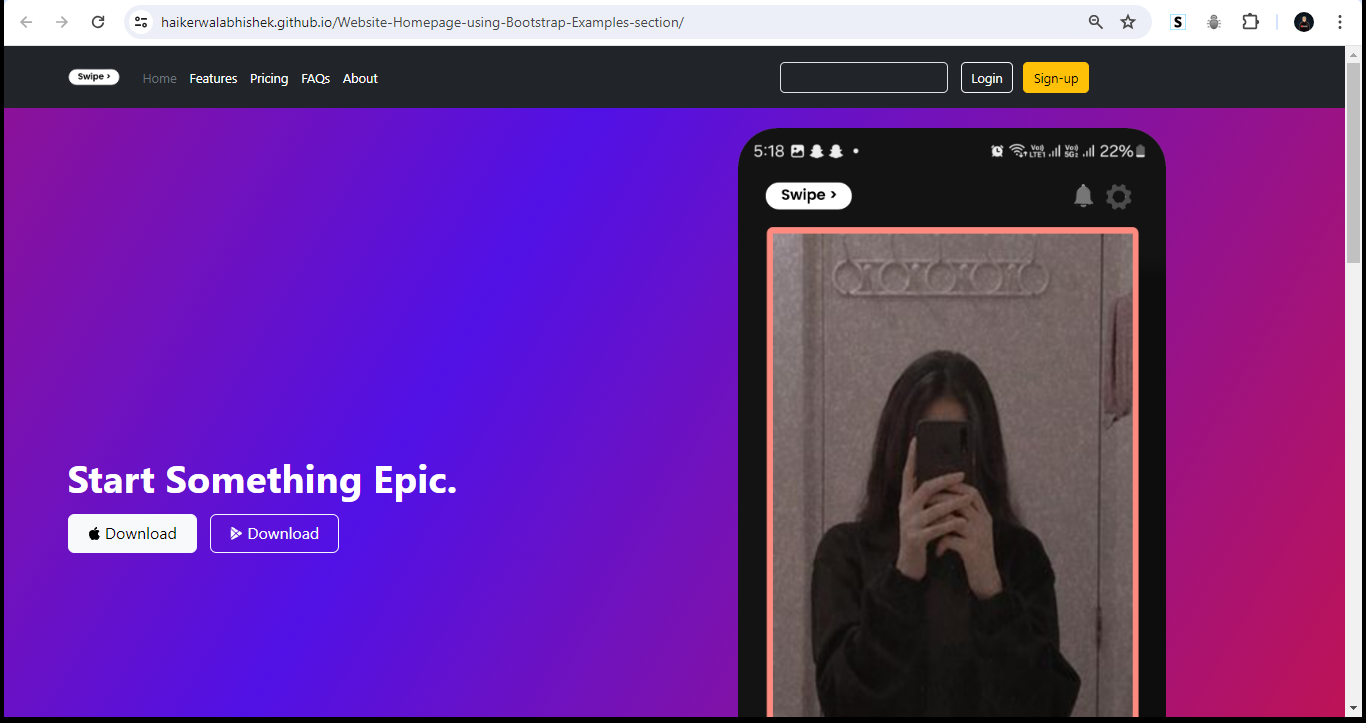 haikerwalabhishek.github.io/Website-Homepage-using-Bootstrap-Examples-section/
S
Swipe › Home Features Pricing FAQs About Login Sign-up
5:18 Vo)) LTE1 Vo)) 5G2 22%
Swipe ›
Start Something Epic.
Download Download